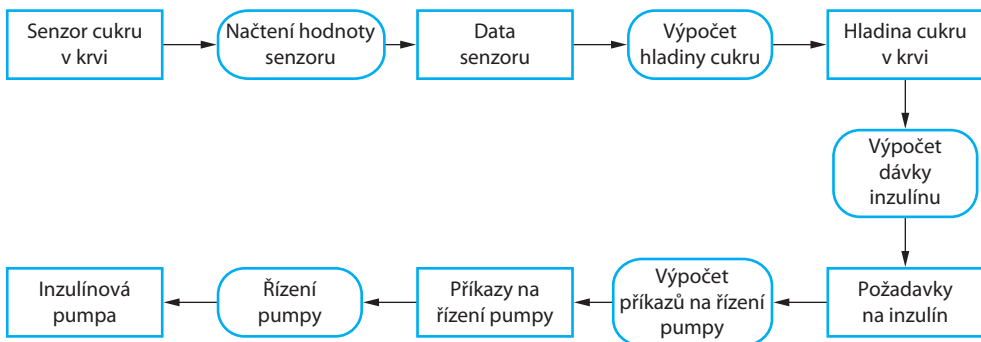 Senzor cukru
v krvi
Načtení hodnoty
senzoru
Data
senzoru
Výpočet
hladiny cukru
Hladina cukru
v krvi
Výpočet
dávky
inzulínu
Požadavky
na inzulín
Výpočet
příkazů na řízení
pumpy
Příkazy na
řízení pumpy
Řízení
pumpy
Inzulínová
pumpa